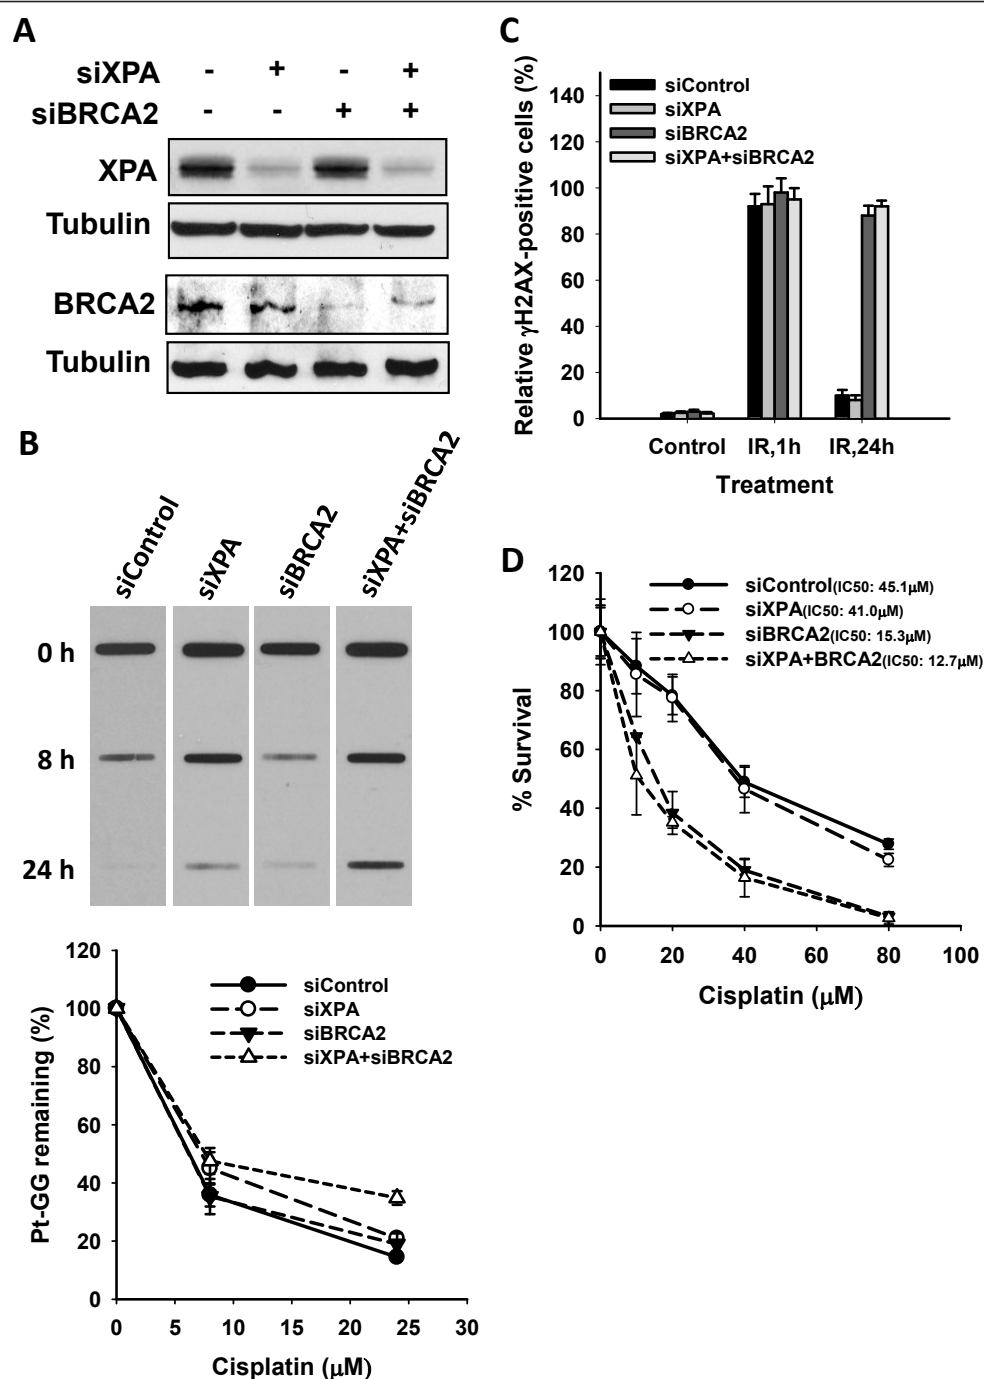 A
siXPA - + - +
siBRCA2 - - + +
XPA
Tubulin
BRCA2
Tubulin
B
siControl
siXPA
siBRCA2
siXPA+siBRCA2
0 h
8 h
24 h
120
100
80
60
40
20
0
Pt-GG remaining (%)
siControl
siXPA
siBRCA2
siXPA+siBRCA2
0 5 10 15 20 25 30
Cisplatin (μM)
C
Relative γH2AX-positive cells (%)
140
120
100
80
60
40
20
0
siControl
siXPA
siBRCA2
siXPA+siBRCA2
Control IR,1h IR,24h
Treatment
D
% Survival
120
100
80
60
40
20
0
siControl(IC50: 45.1μM)
siXPA(IC50: 41.0μM)
siBRCA2(IC50: 15.3μM)
siXPA+BRCA2(IC50: 12.7μM)
0 20 40 60 80 100
Cisplatin (μM)